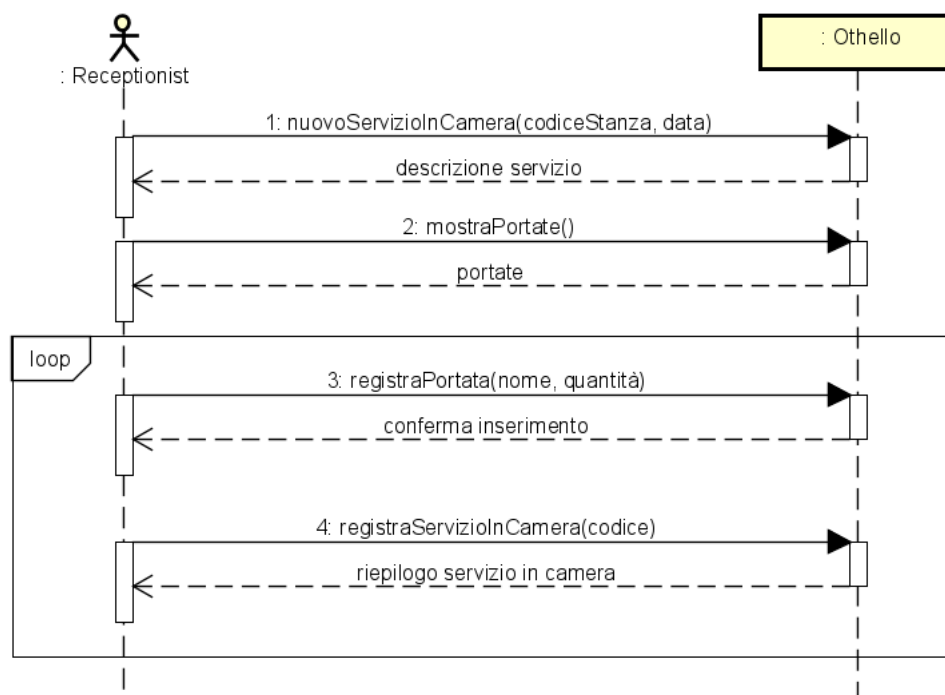 : Receptionist
: Othello
1: nuovoServizioInCamera(codiceStanza, data)
descrizione servizio
2: mostraPortate()
portate
loop
3: registraPortata(nome, quantità)
conferma inserimento
4: registraServizioInCamera(codice)
riepilogo servizio in camera